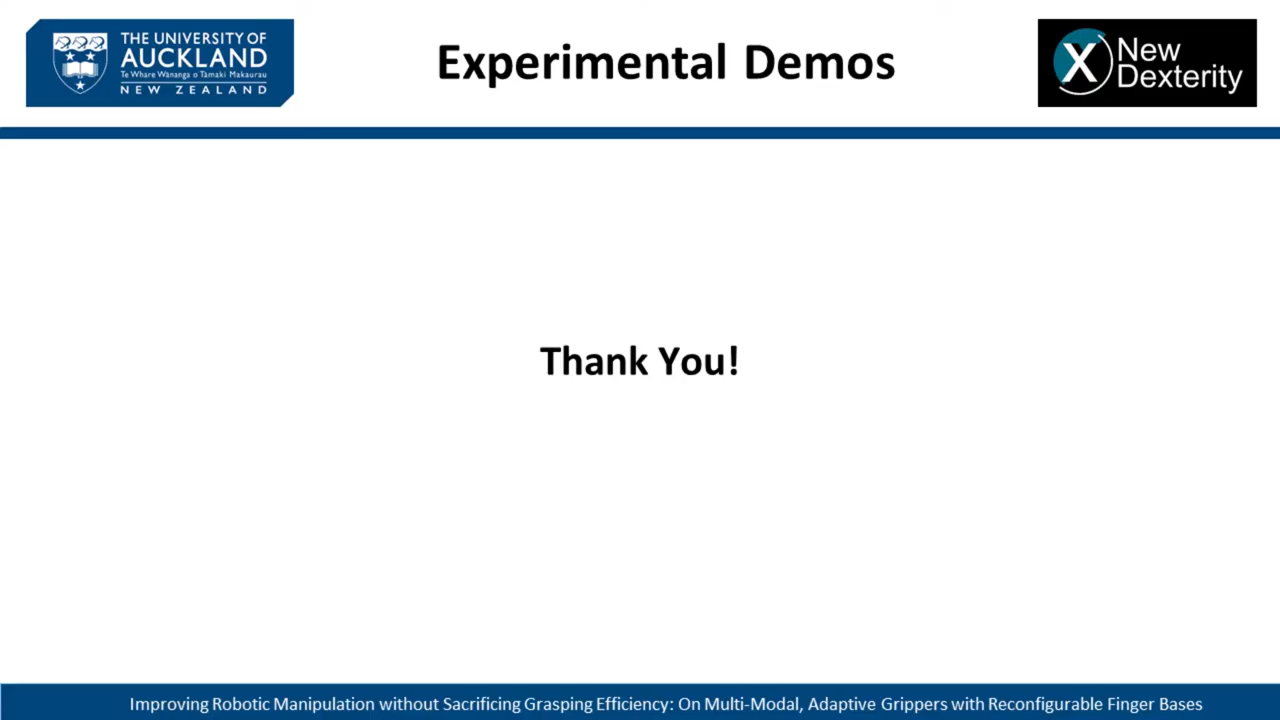 THE UNIVERSITY OF
AUCKLAND
Te Whare Wānanga o Tāmaki Makaurau
NEW ZEALAND
Experimental Demos
New
Dexterity
Thank You!
Improving Robotic Manipulation without Sacrificing Grasping Efficiency: On Multi-Modal, Adaptive Grippers with Reconfigurable Finger Bases